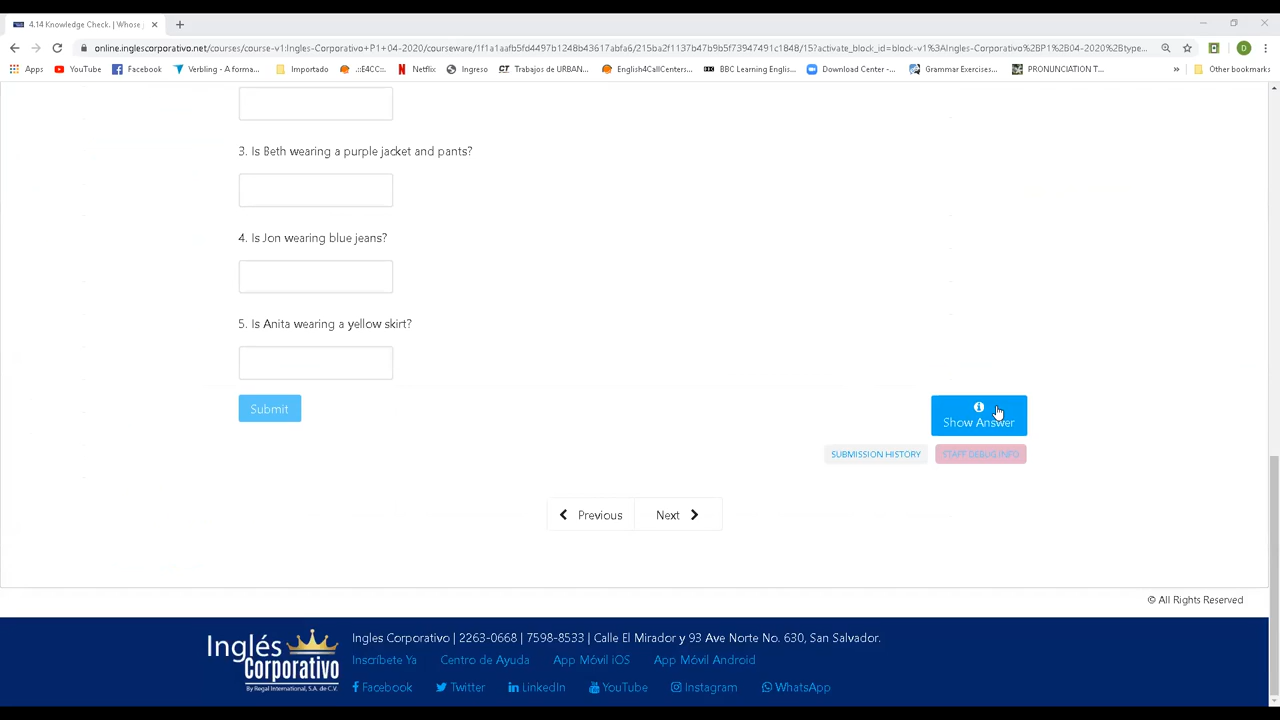 4.14 Knowledge Check. | Whose
online.inglescorporativo.net/courses/course-v1:Ingles-Corporativo+P1+04-2020/courseware/1f1a1aafb5fd4497b1248b43617abfa6/215ba2f1137b47b9b5f73947491c1848/15?activate_block_id=block-v1%3AIngles-Corporativo%2BP1%2B04-2020%2Btype...
Apps YouTube Facebook Verbling - A forma... Importado .::E4CC::. Netflix Ingreso Trabajos de URBAN... English4CallCenters... BBC Learning Englis... Download Center -... Grammar Exercises... PRONUNCIATION T... » Other bookmarks
3. Is Beth wearing a purple jacket and pants?
4. Is Jon wearing blue jeans?
5. Is Anita wearing a yellow skirt?
Submit
Show Answer
SUBMISSION HISTORY STAFF DEBUG INFO
Previous Next
© All Rights Reserved
Inglés Corporativo
By Regal International, S.A. de C.V.
Ingles Corporativo | 2263-0668 | 7598-8533 | Calle El Mirador y 93 Ave Norte No. 630, San Salvador.
Inscríbete Ya Centro de Ayuda App Móvil iOS App Móvil Android
Facebook Twitter LinkedIn YouTube Instagram WhatsApp